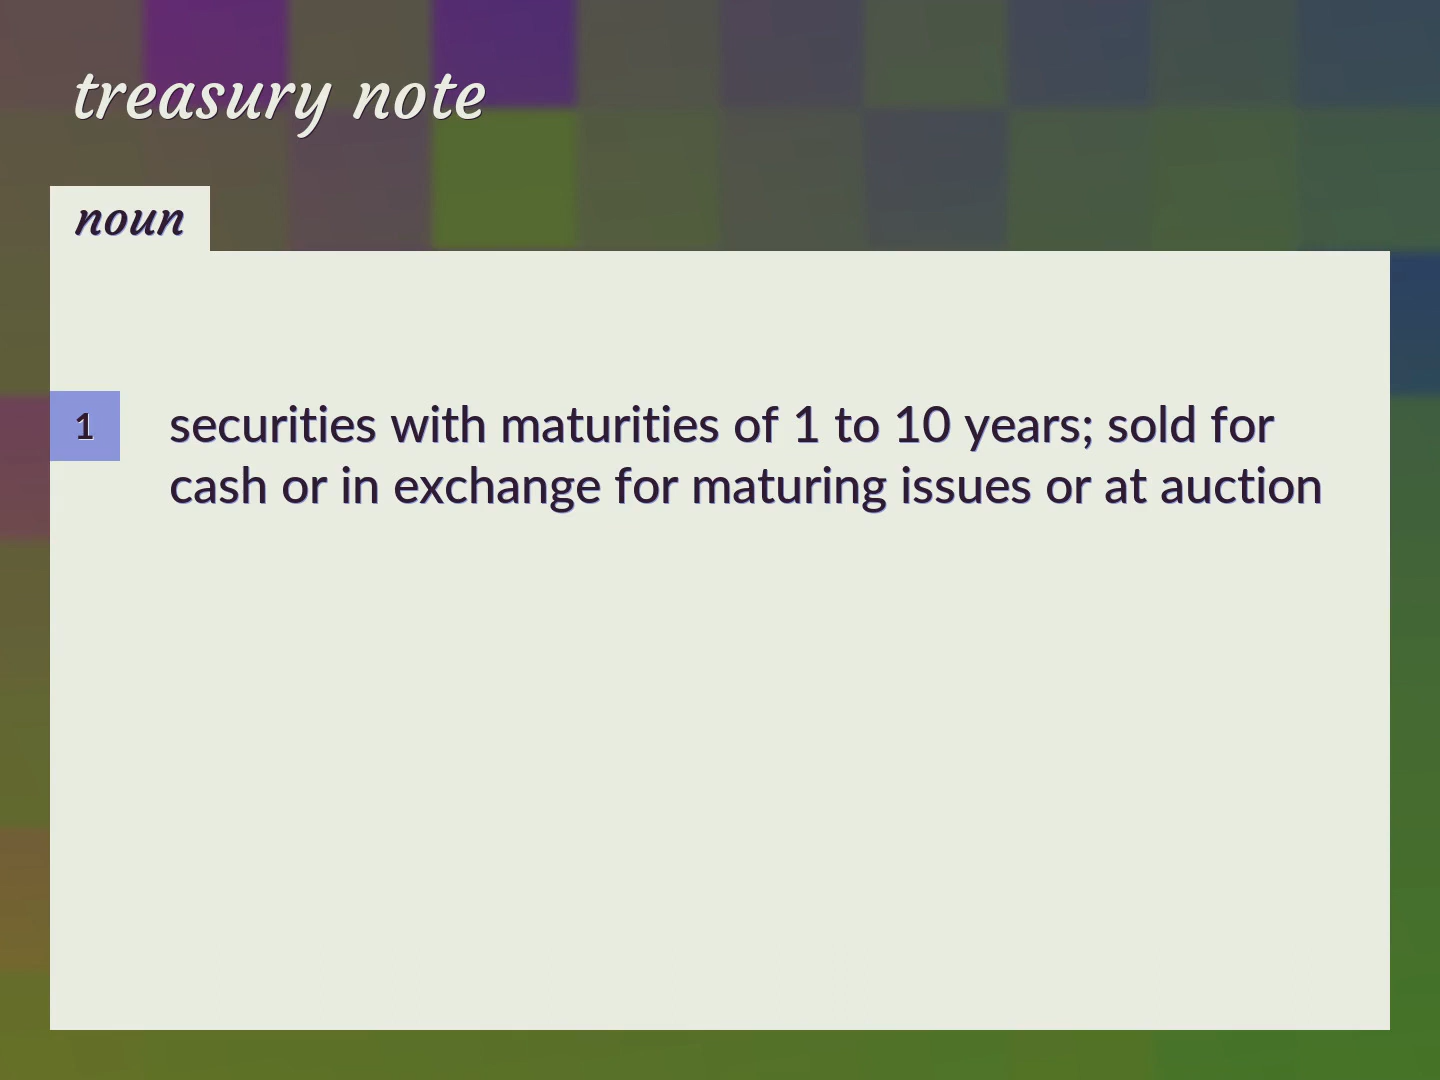 treasury note
noun
1
securities with maturities of 1 to 10 years; sold for
cash or in exchange for maturing issues or at auction